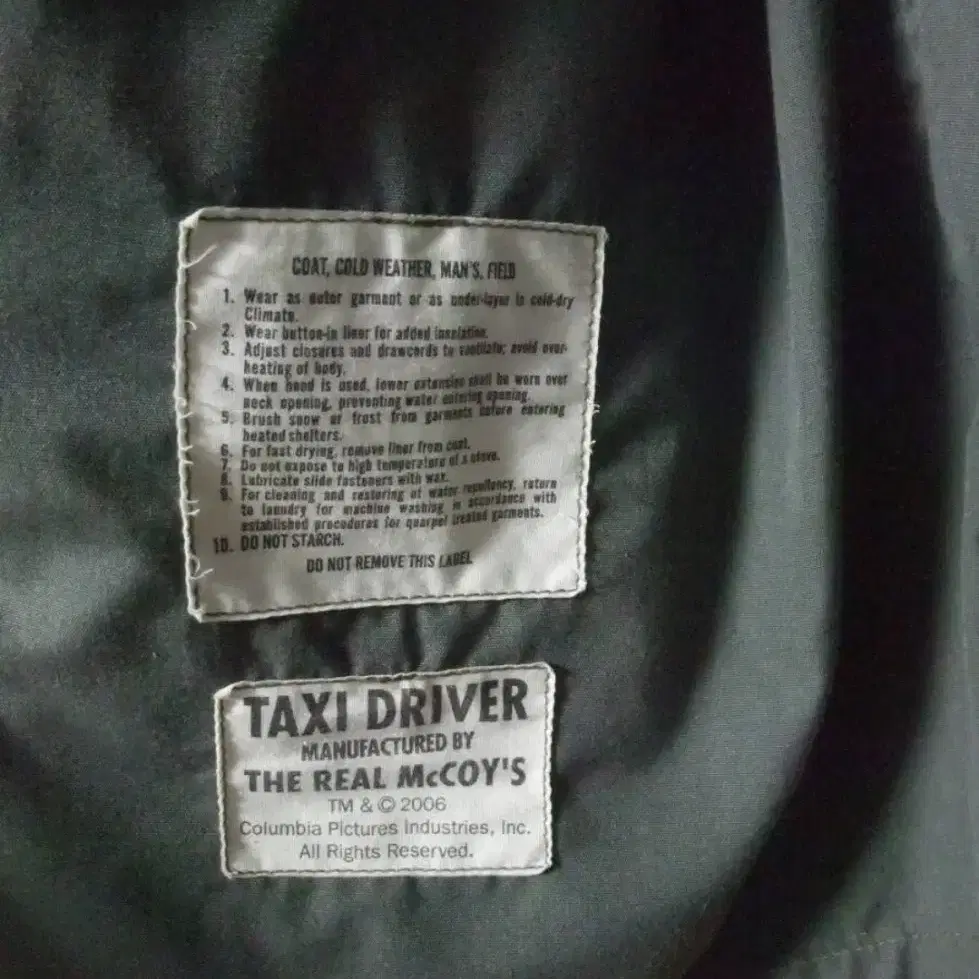 COAT, COLD WEATHER, MAN'S, FIELD
1. Wear as outer garment or as under-layer in cold-dry
Climate.
2. Wear button-in liner for added insulation.
3. Adjust closures and drawcords to ventilate; avoid over-
heating of body.
4. When hood is used, lower extension shall be worn over
neck opening, preventing water entering opening.
5. Brush snow or frost from garments before entering
heated shelters.
6. For fast drying, remove liner from coat.
7. Do not expose to high temperature of a stove.
8. Lubricate slide fasteners with wax.
9. For cleaning and restoring of water repellency, return
to laundry for machine washing in accordance with
established procedures for quarpel treated garments.
10. DO NOT STARCH.
DO NOT REMOVE THIS LABEL
TAXI DRIVER
MANUFACTURED BY
THE REAL McCOY'S
TM & © 2006
Columbia Pictures Industries, Inc.
All Rights Reserved.